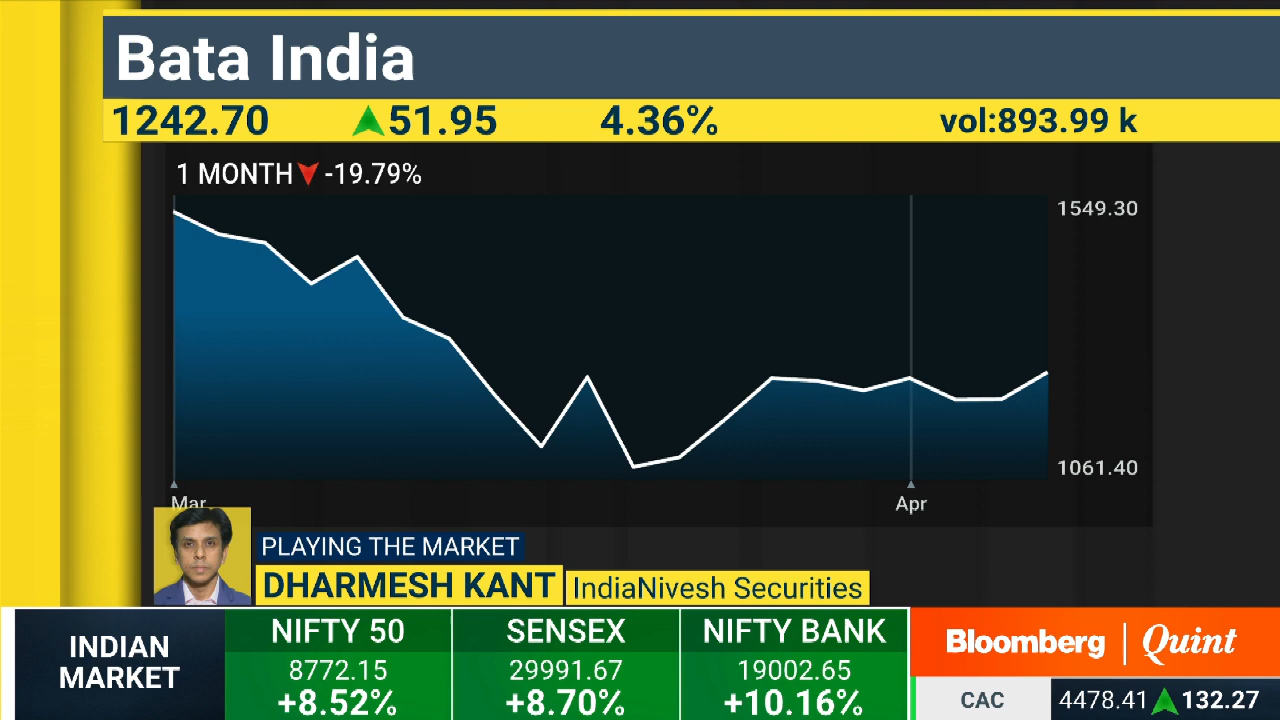 Bata India
1242.70 51.95 4.36% vol:893.99 k
1 MONTH -19.79%
1549.30
1061.40
Mar Apr
PLAYING THE MARKET
DHARMESH KANT IndiaNivesh Securities
INDIAN MARKET
NIFTY 50
8772.15
+8.52%
SENSEX
29991.67
+8.70%
NIFTY BANK
19002.65
+10.16%
Bloomberg | Quint
CAC 4478.41 132.27